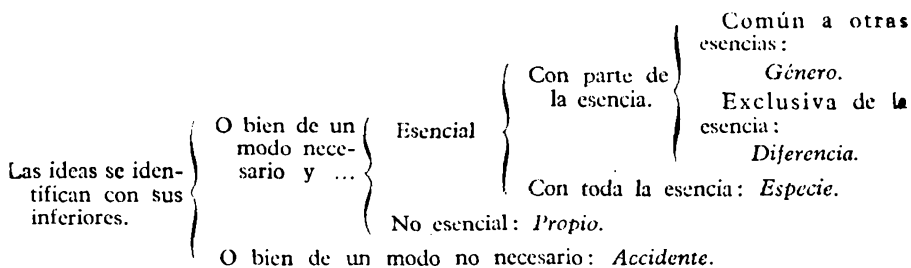 Las ideas se iden-
tifican con sus
inferiores.
O bien de un
modo nece-
sario y ...
Esencial
Con parte de
la esencia.
Común a otras
esencias:
Género.
Exclusiva de la
esencia:
Diferencia.
Con toda la esencia: Especie.
No esencial: Propio.
O bien de un modo no necesario: Accidente.